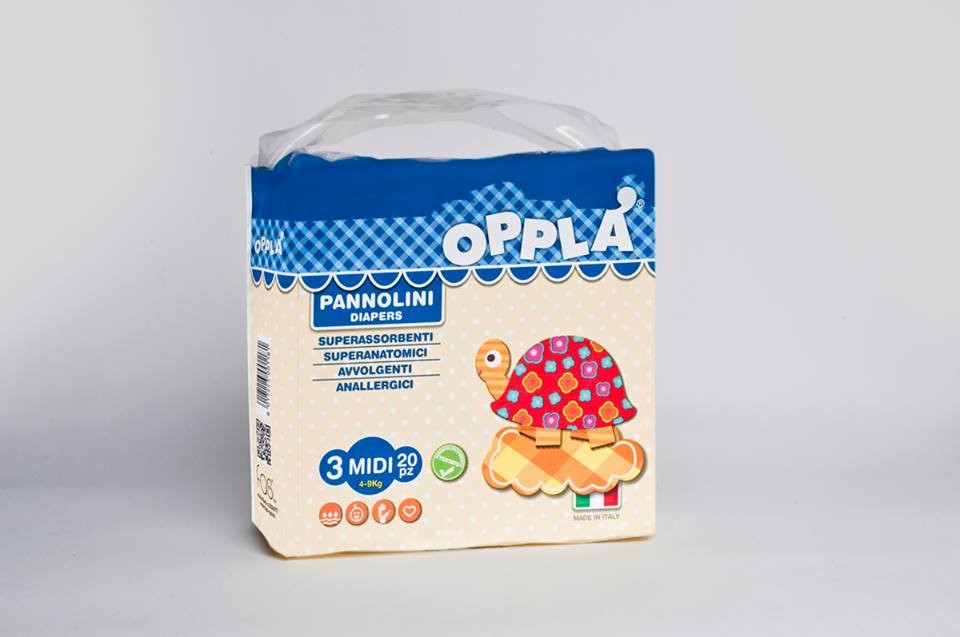 OPPLA'
®
OPPLA'
PANNOLINI
DIAPERS
SUPERASSORBENTI
SUPERANATOMICI
AVVOLGENTI
ANALLERGICI
3 MIDI 20 pz
4-9Kg
MADE IN ITALY